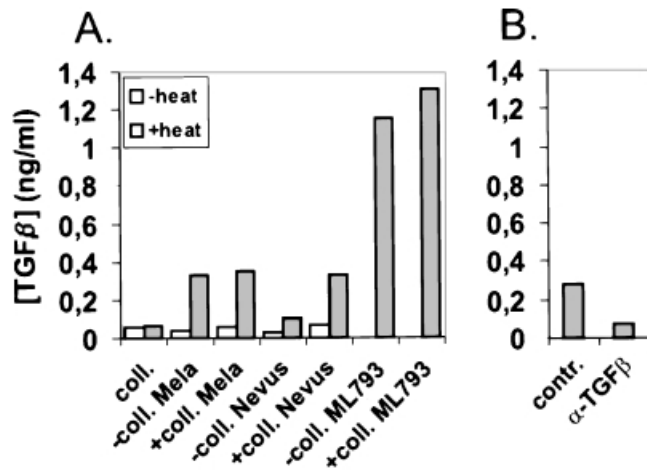 A.
[TGFβ] (ng/ml)
1,4
1,2
1
0,8
0,6
0,4
0,2
0
-heat
+heat
coll.
-coll. Mela
+coll. Mela
-coll. Nevus
+coll. Nevus
-coll. ML793
+coll. ML793
B.
1,4
1,2
1
0,8
0,6
0,4
0,2
0
contr.
α-TGFβ